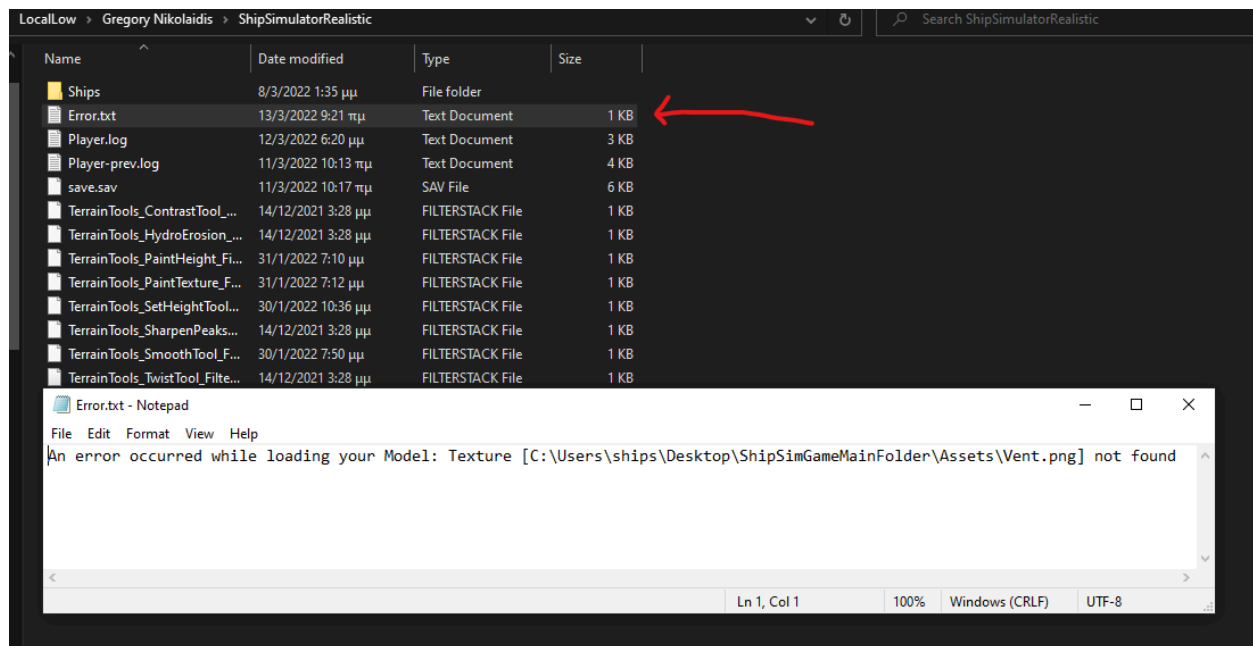 LocalLow > Gregory Nikolaidis > ShipSimulatorRealistic
Search ShipSimulatorRealistic
Name Date modified Type Size
Ships 8/3/2022 1:35 μμ File folder
Error.txt 13/3/2022 9:21 πμ Text Document 1 KB
Player.log 12/3/2022 6:20 μμ Text Document 3 KB
Player-prev.log 11/3/2022 10:13 πμ Text Document 4 KB
save.sav 11/3/2022 10:17 πμ SAV File 6 KB
TerrainTools_ContrastTool_... 14/12/2021 3:28 μμ FILTERSTACK File 1 KB
TerrainTools_HydroErosion_... 14/12/2021 3:28 μμ FILTERSTACK File 1 KB
TerrainTools_PaintHeight_Fi... 31/1/2022 7:10 μμ FILTERSTACK File 1 KB
TerrainTools_PaintTexture_F... 31/1/2022 7:12 μμ FILTERSTACK File 1 KB
TerrainTools_SetHeightTool... 30/1/2022 10:36 μμ FILTERSTACK File 1 KB
TerrainTools_SharpenPeaks... 14/12/2021 3:28 μμ FILTERSTACK File 1 KB
TerrainTools_SmoothTool_F... 30/1/2022 7:50 μμ FILTERSTACK File 1 KB
TerrainTools_TwistTool_Filte... 14/12/2021 3:28 μμ FILTERSTACK File 1 KB
Error.txt - Notepad
File Edit Format View Help
An error occurred while loading your Model: Texture [C:\Users\ships\Desktop\ShipSimGameMainFolder\Assets\Vent.png] not found
Ln 1, Col 1 100% Windows (CRLF) UTF-8